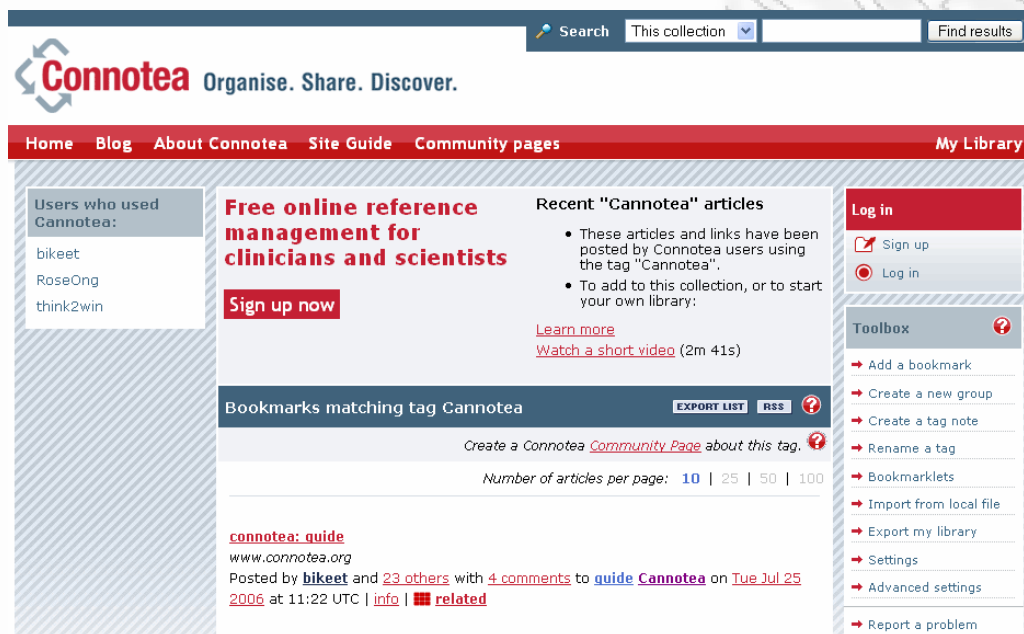 Search This collection Find results
Connotea Organise. Share. Discover.
Home Blog About Connotea Site Guide Community pages My Library
Users who used
Cannotea:
bikeet
RoseOng
think2win
Free online reference
management for
clinicians and scientists
Sign up now
Recent "Cannotea" articles
• These articles and links have been
posted by Connotea users using
the tag "Cannotea".
• To add to this collection, or to start
your own library:
Learn more
Watch a short video (2m 41s)
Bookmarks matching tag Cannotea EXPORT LIST RSS ?
Create a Connotea Community Page about this tag. ?
Number of articles per page: 10 | 25 | 50 | 100
connotea: guide
www.connotea.org
Posted by bikeet and 23 others with 4 comments to guide Cannotea on Tue Jul 25
2006 at 11:22 UTC | info | related
Log in
Sign up
Log in
Toolbox ?
Add a bookmark
Create a new group
Create a tag note
Rename a tag
Bookmarklets
Import from local file
Export my library
Settings
Advanced settings
Report a problem